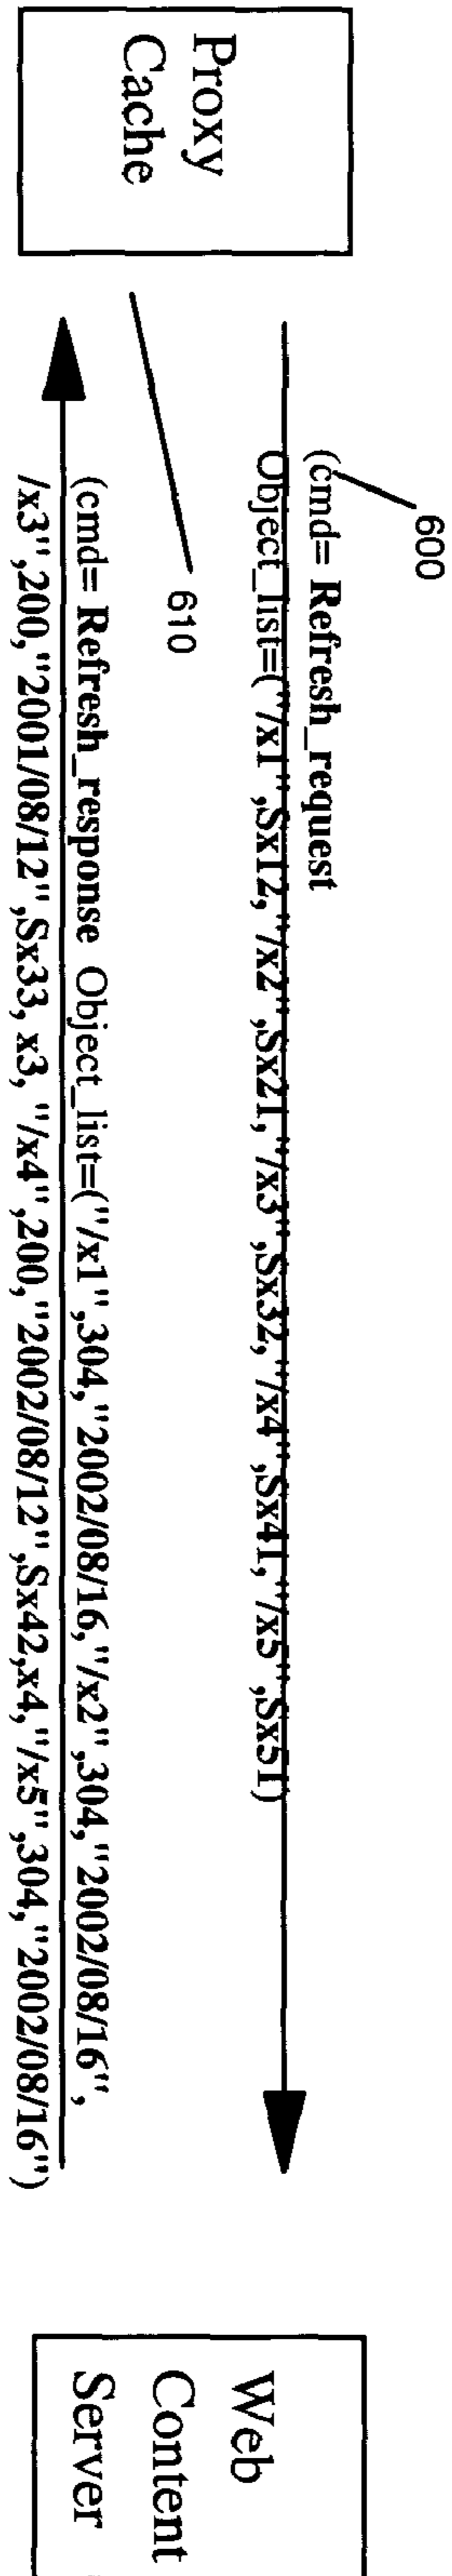 Proxy
Cache
600
(cmd= Refresh_request
Object_list=("/x1",Sx12,"/x2",Sx21,"/x3",Sx32,"/x4",Sx41,"/x5",Sx51)
610
(cmd= Refresh_response Object_list=("/x1",304,"2002/08/16,"/x2",304,"2002/08/16",
/x3",200,"2001/08/12",Sx33, x3, "/x4",200,"2002/08/12",Sx42,x4,"/x5",304,"2002/08/16")
Web
Content
Server